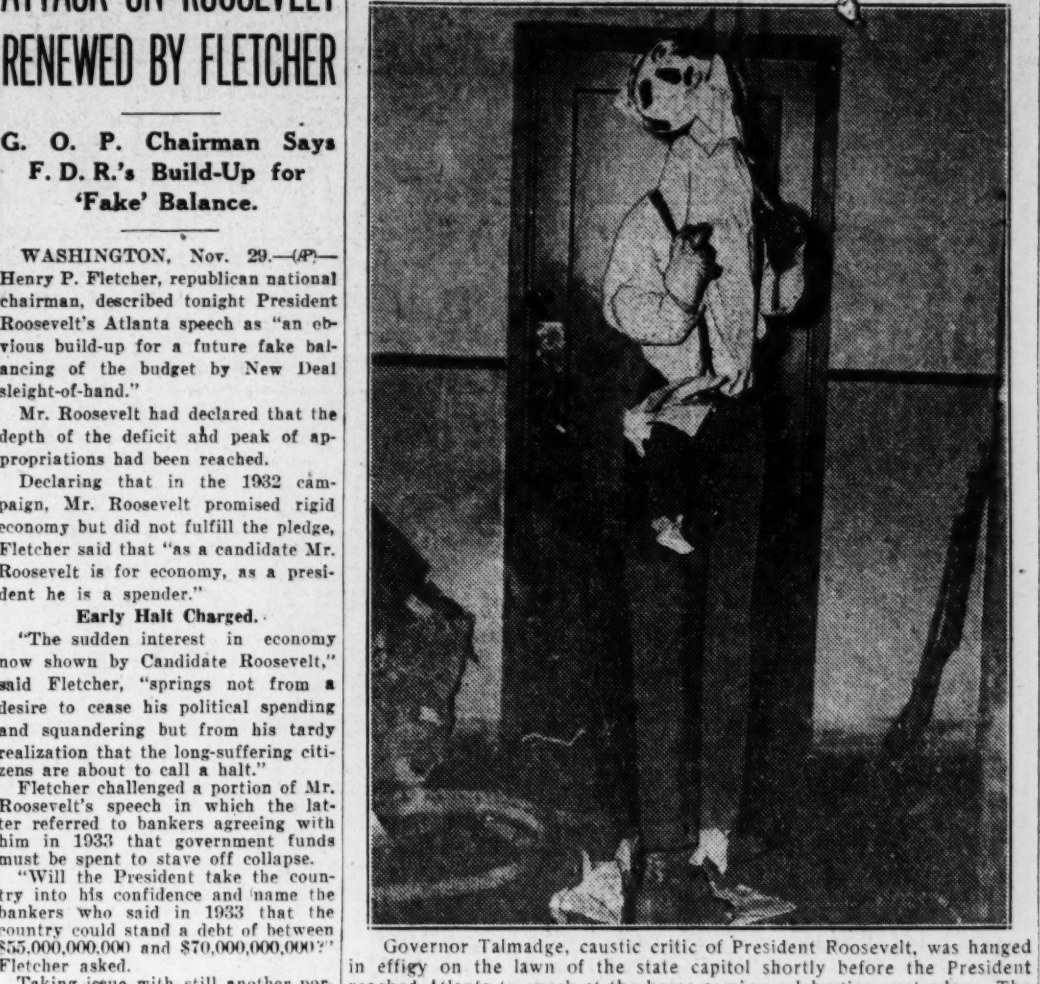 ATTACK ON ROOSEVELT
RENEWED BY FLETCHER
G. O. P. Chairman Says
F. D. R.'s Build-Up for
'Fake' Balance.
WASHINGTON, Nov. 29.—(AP)—
Henry P. Fletcher, republican national
chairman, described tonight President
Roosevelt's Atlanta speech as "an ob-
vious build-up for a future fake bal-
ancing of the budget by New Deal
sleight-of-hand."
Mr. Roosevelt had declared that the
depth of the deficit and peak of ap-
propriations had been reached.
Declaring that in the 1932 cam-
paign, Mr. Roosevelt promised rigid
economy but did not fulfill the pledge,
Fletcher said that "as a candidate Mr.
Roosevelt is for economy, as a presi-
dent he is a spender."
Early Halt Charged.
"The sudden interest in economy
now shown by Candidate Roosevelt,"
said Fletcher, "springs not from a
desire to cease his political spending
and squandering but from his tardy
realization that the long-suffering citi-
zens are about to call a halt."
Fletcher challenged a portion of Mr.
Roosevelt's speech in which the lat-
ter referred to bankers agreeing with
him in 1933 that government funds
must be spent to stave off collapse.
"Will the President take the coun-
try into his confidence and name the
bankers who said in 1933 that the
country could stand a debt of between
$55,000,000,000 and $70,000,000,000?"
Fletcher asked.
Taking issue with still another por-
Governor Talmadge, caustic critic of President Roosevelt, was hanged
in effigy on the lawn of the state capitol shortly before the President